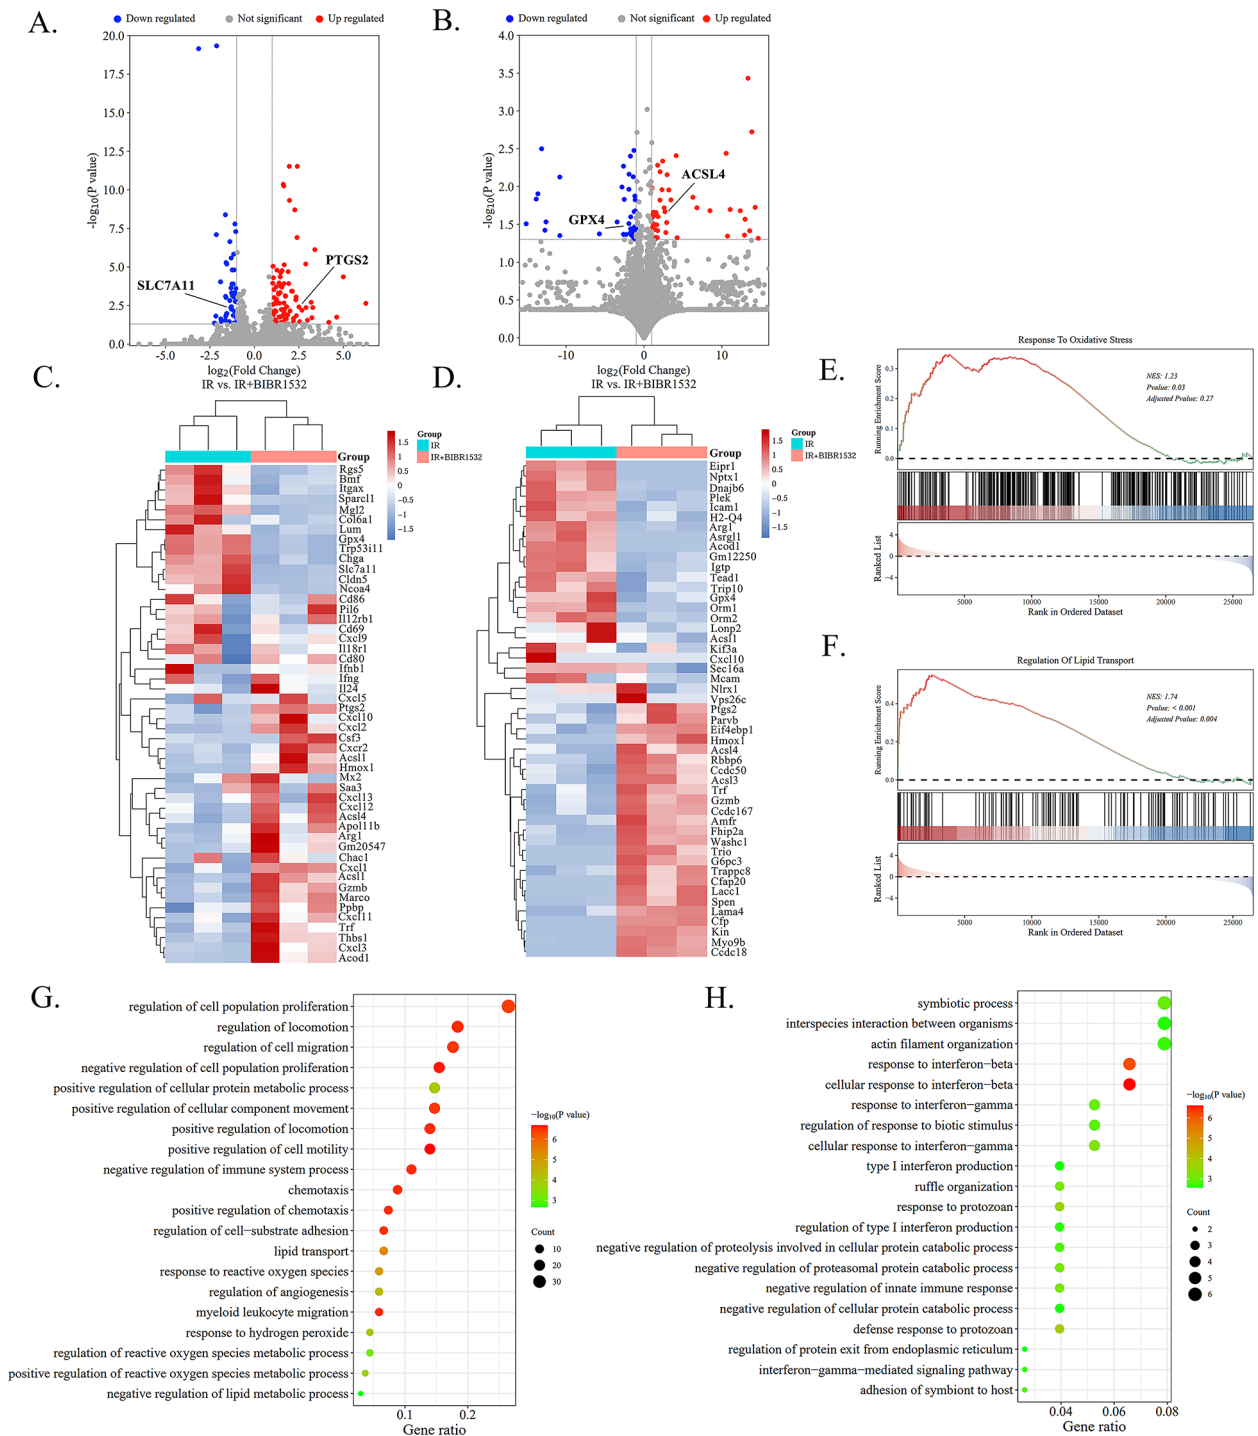 A.
Down regulated
Not significant
Up regulated
20.0
17.5
15.0
12.5
10.0
7.5
5.0
2.5
0.0
-log10(P value)
SLC7A11
PTGS2
-5.0
-2.5
0.0
2.5
5.0
log2(Fold Change)
IR vs. IR+BIBR1532
B.
Down regulated
Not significant
Up regulated
4.0
3.5
3.0
2.5
2.0
1.5
1.0
0.5
0.0
-log10(P value)
GPX4
ACSL4
-10
0
10
log2(Fold Change)
IR vs. IR+BIBR1532
C.
1.5
0.5
0
-0.5
-1.5
Group
IR
IR+BIBR1532
Group
Rgs5
Bmf
Itgax
Sparcl1
Mgl2
Col6a1
Lum
Gpx4
Trp53i11
Chga
Slc7a11
Cldn5
Ncoa4
Cd86
Pil6
Il12rb1
Cd69
Cxcl9
Il18r1
Cd80
Ifnb1
Ifng
Il24
Cxcl5
Ptgs2
Cxcl10
Cxcl2
Csf3
Cxcr2
Acsl1
Hmox1
Mx2
Saa3
Cxcl13
Cxcl12
Acsl4
Apol11b
Arg1
Gm20547
Chac1
Cxcl1
Acsl1
Gzmb
Marco
Ppbp
Cxcl11
Trf
Thbs1
Cxcl3
Acod1
D.
1.5
0.5
0
-0.5
-1.5
Group
IR
IR+BIBR1532
Group
Eipr1
Nptx1
Dnajb6
Plek
Icam1
H2-Q4
Arg1
Asrgl1
Acod1
Gm12250
Igtp
Tead1
Trip10
Gpx4
Orm1
Orm2
Lonp2
Acsl1
Kif3a
Cxcl10
Sec16a
Mcam
Nlrx1
Vps26c
Ptgs2
Parvb
Eif4ebp1
Hmox1
Acsl4
Rbbp6
Ccdc50
Acsl3
Trf
Gzmb
Ccdc167
Amfr
Fhip2a
Washc1
Trio
G6pc3
Trappc8
Cfap20
Lacc1
Spen
Lama4
Cfp
Kin
Myo9b
Ccdc18
E.
Response To Oxidative Stress
NES: 1.23
Pvalue: 0.03
Adjusted Pvalue: 0.27
Running Enrichment Score
0.3
0.2
0.1
0.0
Ranked List
4
0
-4
5000
10000
15000
20000
25000
Rank in Ordered Dataset
F.
Regulation Of Lipid Transport
NES: 1.74
Pvalue: < 0.001
Adjusted Pvalue: 0.004
Running Enrichment Score
0.4
0.2
0.0
Ranked List
4
0
-4
5000
10000
15000
20000
25000
Rank in Ordered Dataset
G.
regulation of cell population proliferation
regulation of locomotion
regulation of cell migration
negative regulation of cell population proliferation
positive regulation of cellular protein metabolic process
positive regulation of cellular component movement
positive regulation of locomotion
positive regulation of cell motility
negative regulation of immune system process
chemotaxis
positive regulation of chemotaxis
regulation of cell-substrate adhesion
lipid transport
response to reactive oxygen species
regulation of angiogenesis
myeloid leukocyte migration
response to hydrogen peroxide
regulation of reactive oxygen species metabolic process
positive regulation of reactive oxygen species metabolic process
negative regulation of lipid metabolic process
0.1
0.2
Gene ratio
-log10(P value)
6
5
4
3
Count
10
20
30
H.
symbiotic process
interspecies interaction between organisms
actin filament organization
response to interferon-beta
cellular response to interferon-beta
response to interferon-gamma
regulation of response to biotic stimulus
cellular response to interferon-gamma
type I interferon production
ruffle organization
response to protozoan
regulation of type I interferon production
negative regulation of proteolysis involved in cellular protein catabolic process
negative regulation of proteasomal protein catabolic process
negative regulation of innate immune response
negative regulation of cellular protein catabolic process
defense response to protozoan
regulation of protein exit from endoplasmic reticulum
interferon-gamma-mediated signaling pathway
adhesion of symbiont to host
0.04
0.06
0.08
Gene ratio
-log10(P value)
6
5
4
3
Count
2
3
4
5
6